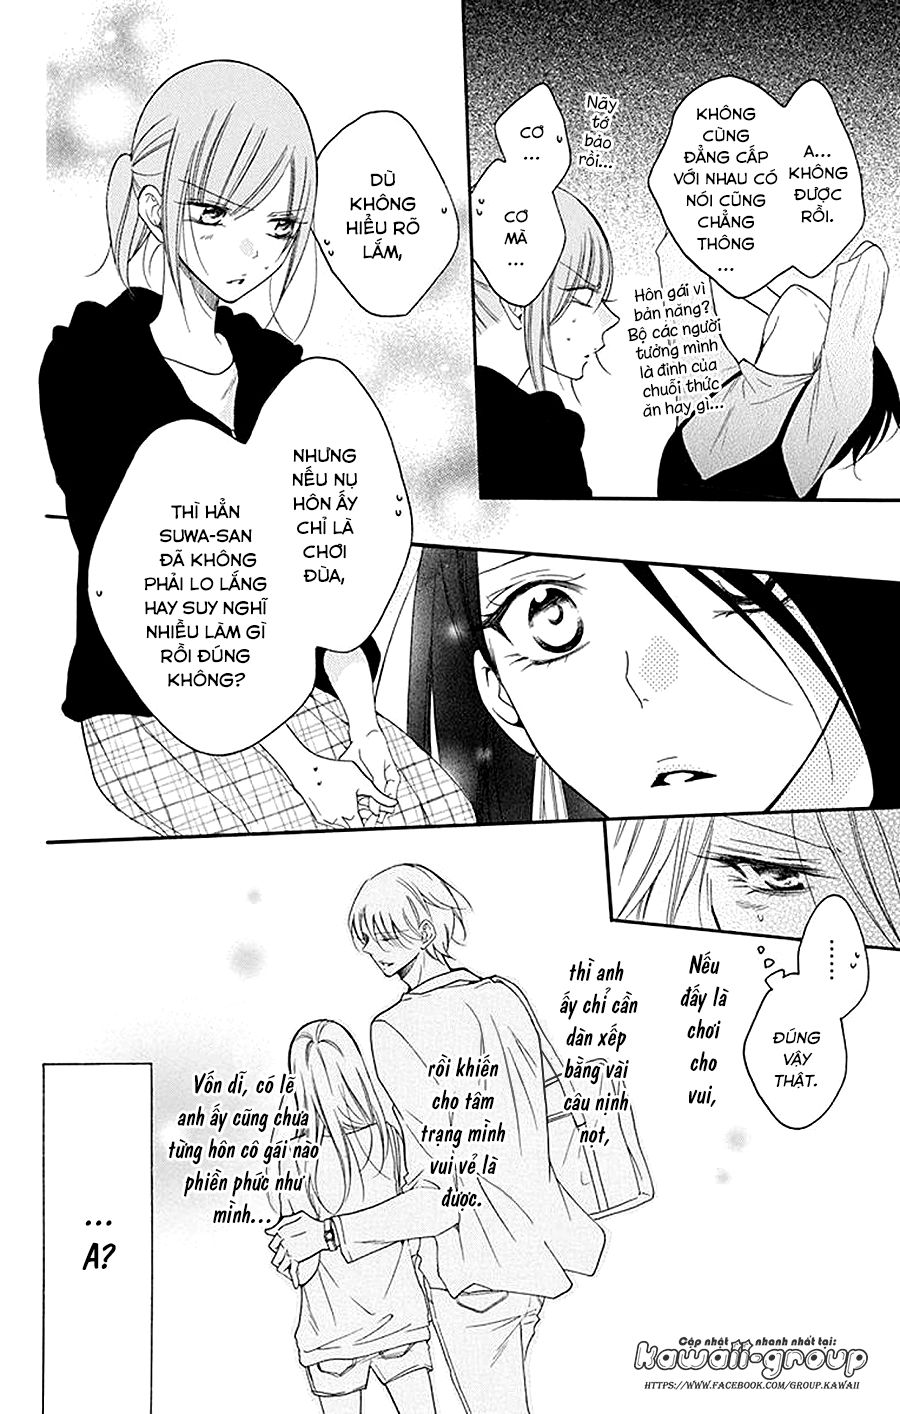 A...
KHÔNG
ĐƯỢC
RỒI.
KHÔNG
CÙNG
ĐẲNG CẤP
VỚI NHAU CÓ
NÓI CŨNG
CHẲNG
THÔNG
...
Hôn gái vì
bản năng?
Bộ các người
tưởng mình
là đỉnh của
chuỗi thức
ăn hay gì...
Nãy
tớ
bảo
rồi...
CƠ
...
CƠ
MÀ
...
DÙ
KHÔNG
HIỂU RÕ
LẮM,
NHƯNG
NẾU NỤ
HÔN ẤY
CHỈ LÀ
CHƠI
ĐÙA,
THÌ HẲN
SUWA-SAN
ĐÃ KHÔNG
PHẢI LO LẮNG
HAY SUY NGHĨ
NHIỀU LÀM GÌ
RỒI ĐÚNG
KHÔNG?
......
ĐÚNG
VẬY
THẬT.
Nếu
đấy là
chơi
cho
vui,
thì anh
ấy chỉ cần
dàn xếp
bằng vài
câu nịnh
nọt,
rồi khiến
cho tâm
trạng mình
vui vẻ là
được.
Vốn dĩ, có lẽ
anh ấy cũng chưa
từng hôn cô gái nào
phiền phức như
mình...
...
A?
Cập nhật nhanh nhất tại:
kawaii-group
HTTPS://WWW.FACEBOOK.COM/GROUP.KAWAII